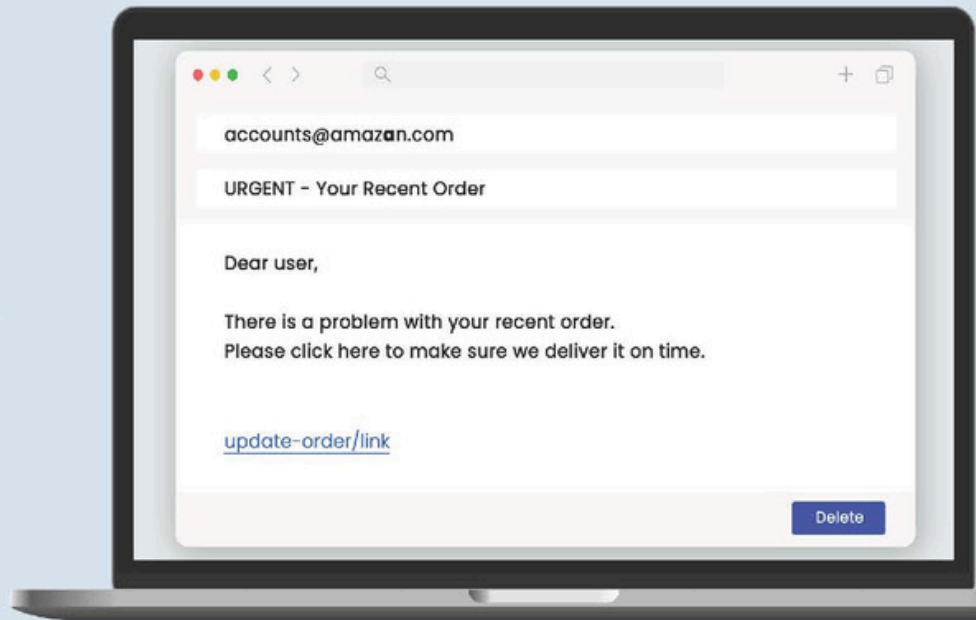 accounts@amazan.com
URGENT - Your Recent Order
Dear user,
There is a problem with your recent order.
Please click here to make sure we deliver it on time.
update-order/link
Delete